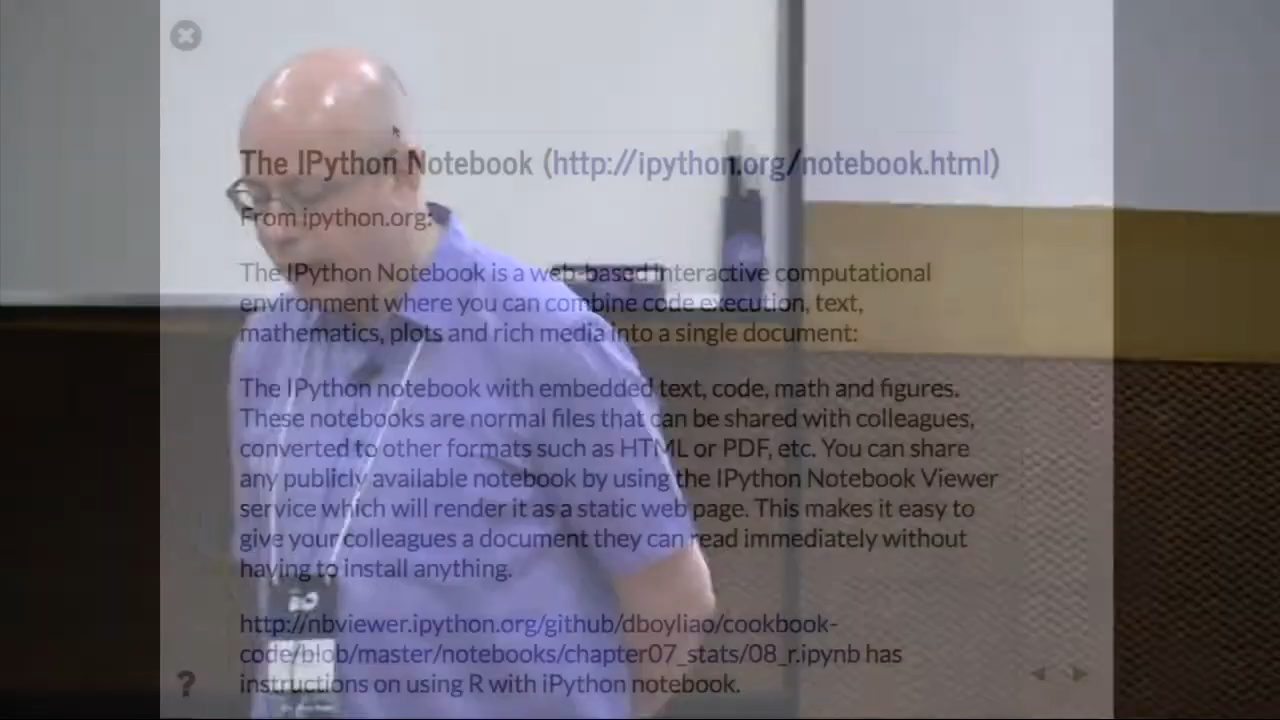 The IPython Notebook (http://ipython.org/notebook.html)
From ipython.org:
The IPython Notebook is a web-based interactive computational
environment where you can combine code execution, text,
mathematics, plots and rich media into a single document:
The IPython notebook with embedded text, code, math and figures.
These notebooks are normal files that can be shared with colleagues,
converted to other formats such as HTML or PDF, etc. You can share
any publicly available notebook by using the IPython Notebook Viewer
service which will render it as a static web page. This makes it easy to
give your colleagues a document they can read immediately without
having to install anything.
http://nbviewer.ipython.org/github/dboyliao/cookbook-
code/blob/master/notebooks/chapter07_stats/08_r.ipynb has
instructions on using R with iPython notebook.
?